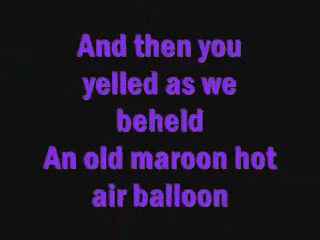 And then you
yelled as we
beheld
An old maroon hot
air balloon